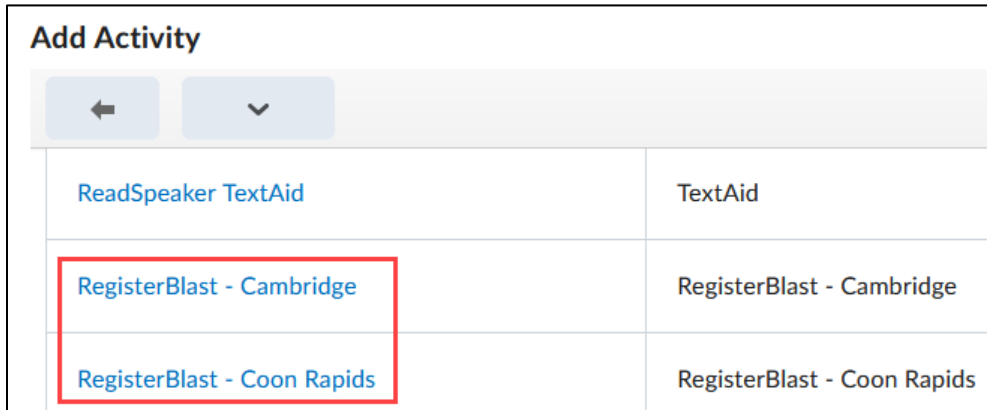 Add Activity
ReadSpeaker TextAid TextAid
RegisterBlast - Cambridge RegisterBlast - Cambridge
RegisterBlast - Coon Rapids RegisterBlast - Coon Rapids